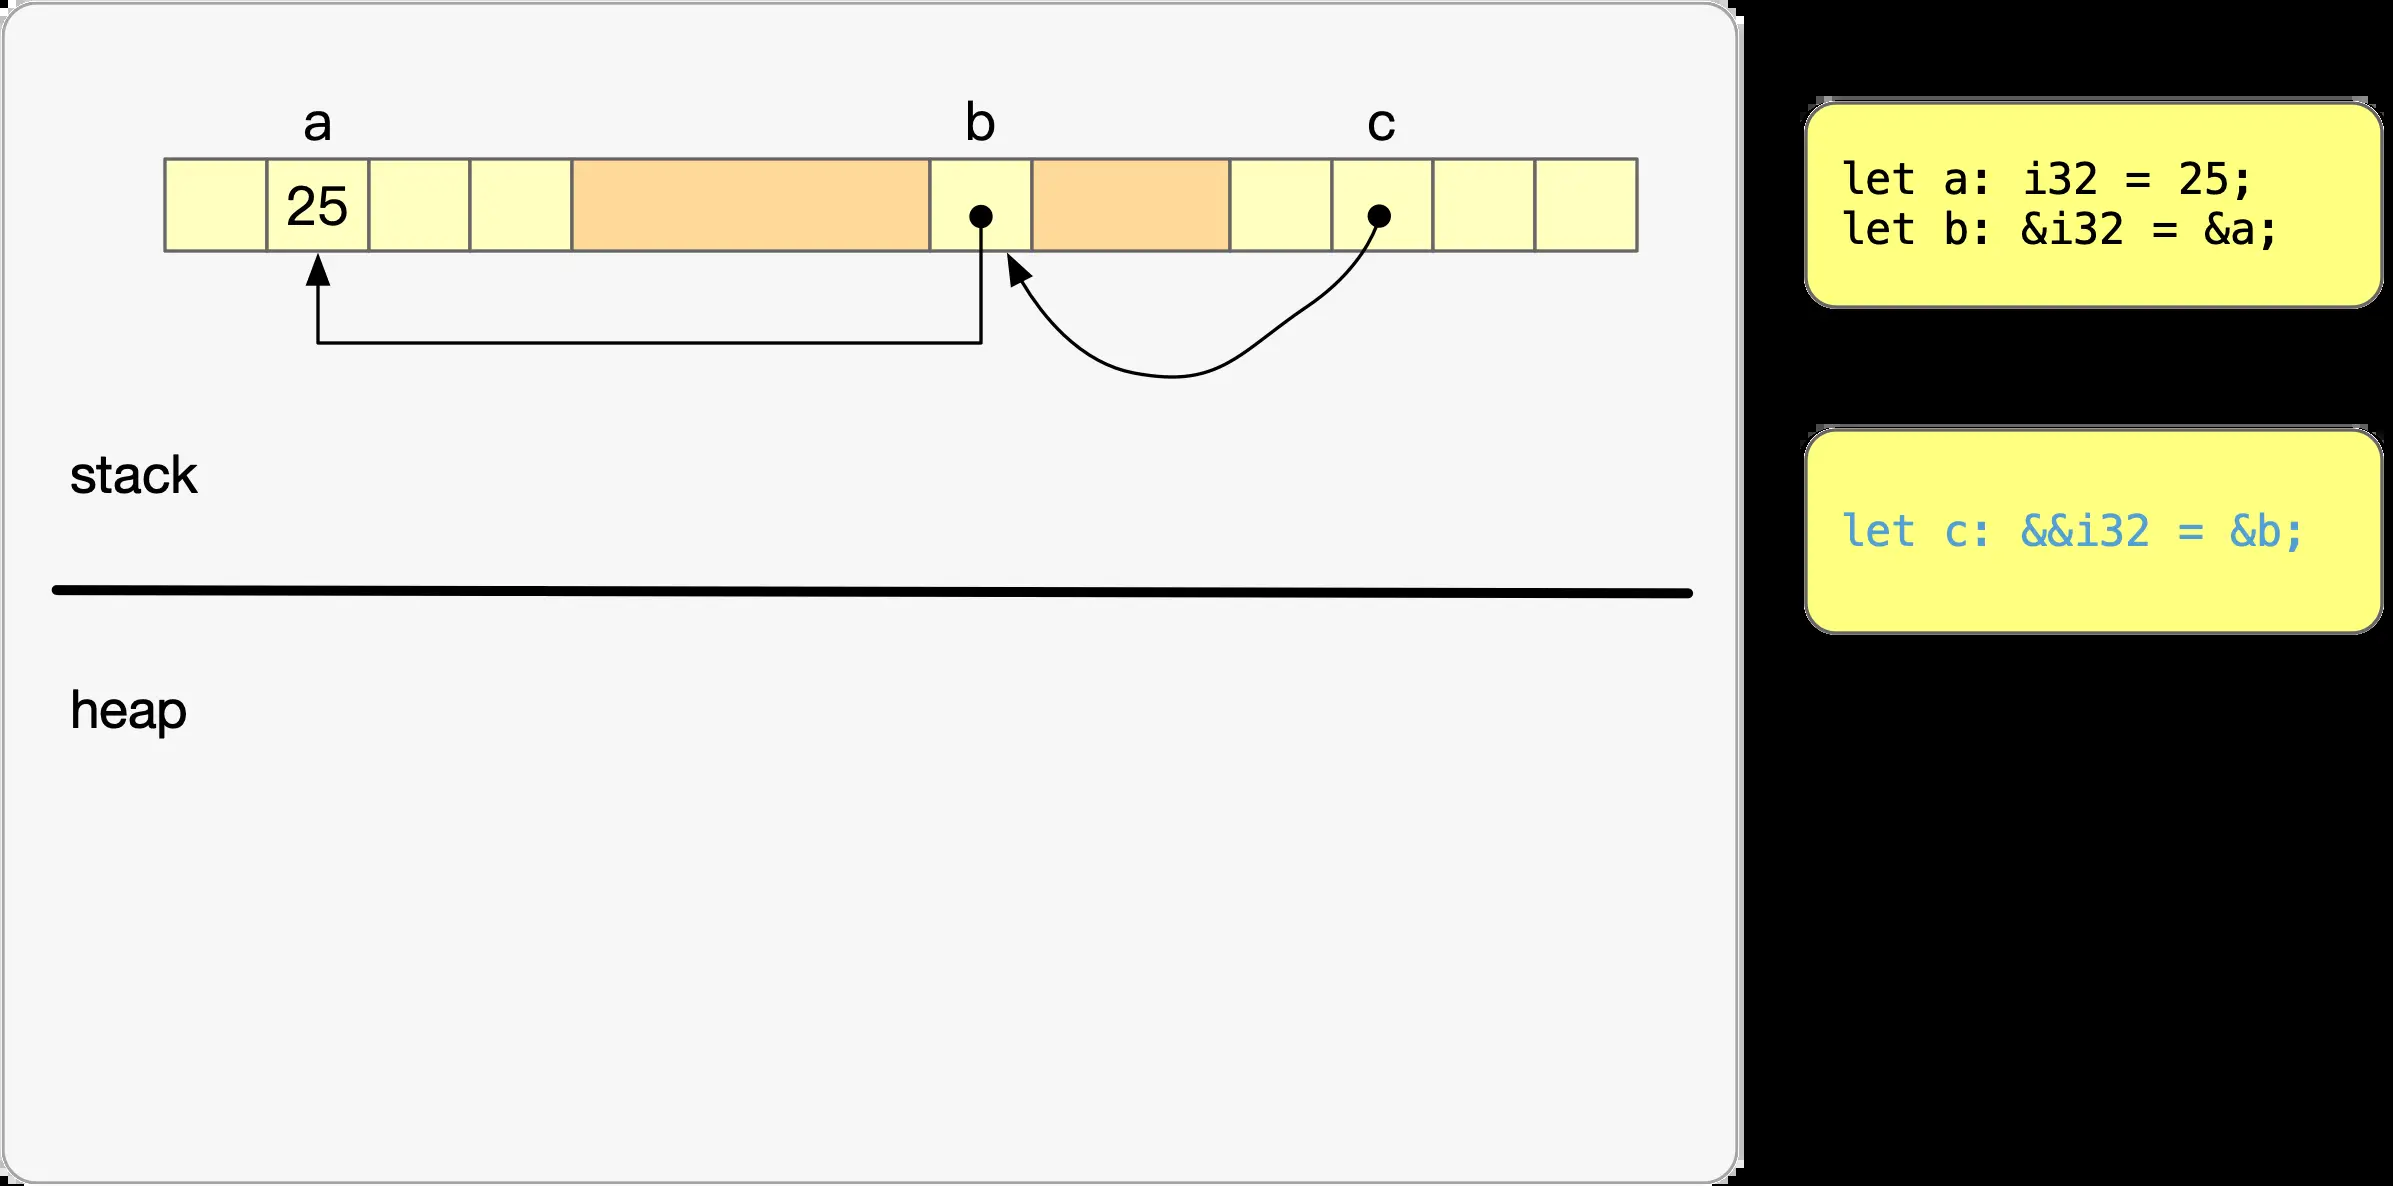 a b c
25
stack
heap
let a: i32 = 25;
let b: &i32 = &a;
let c: &&i32 = &b;